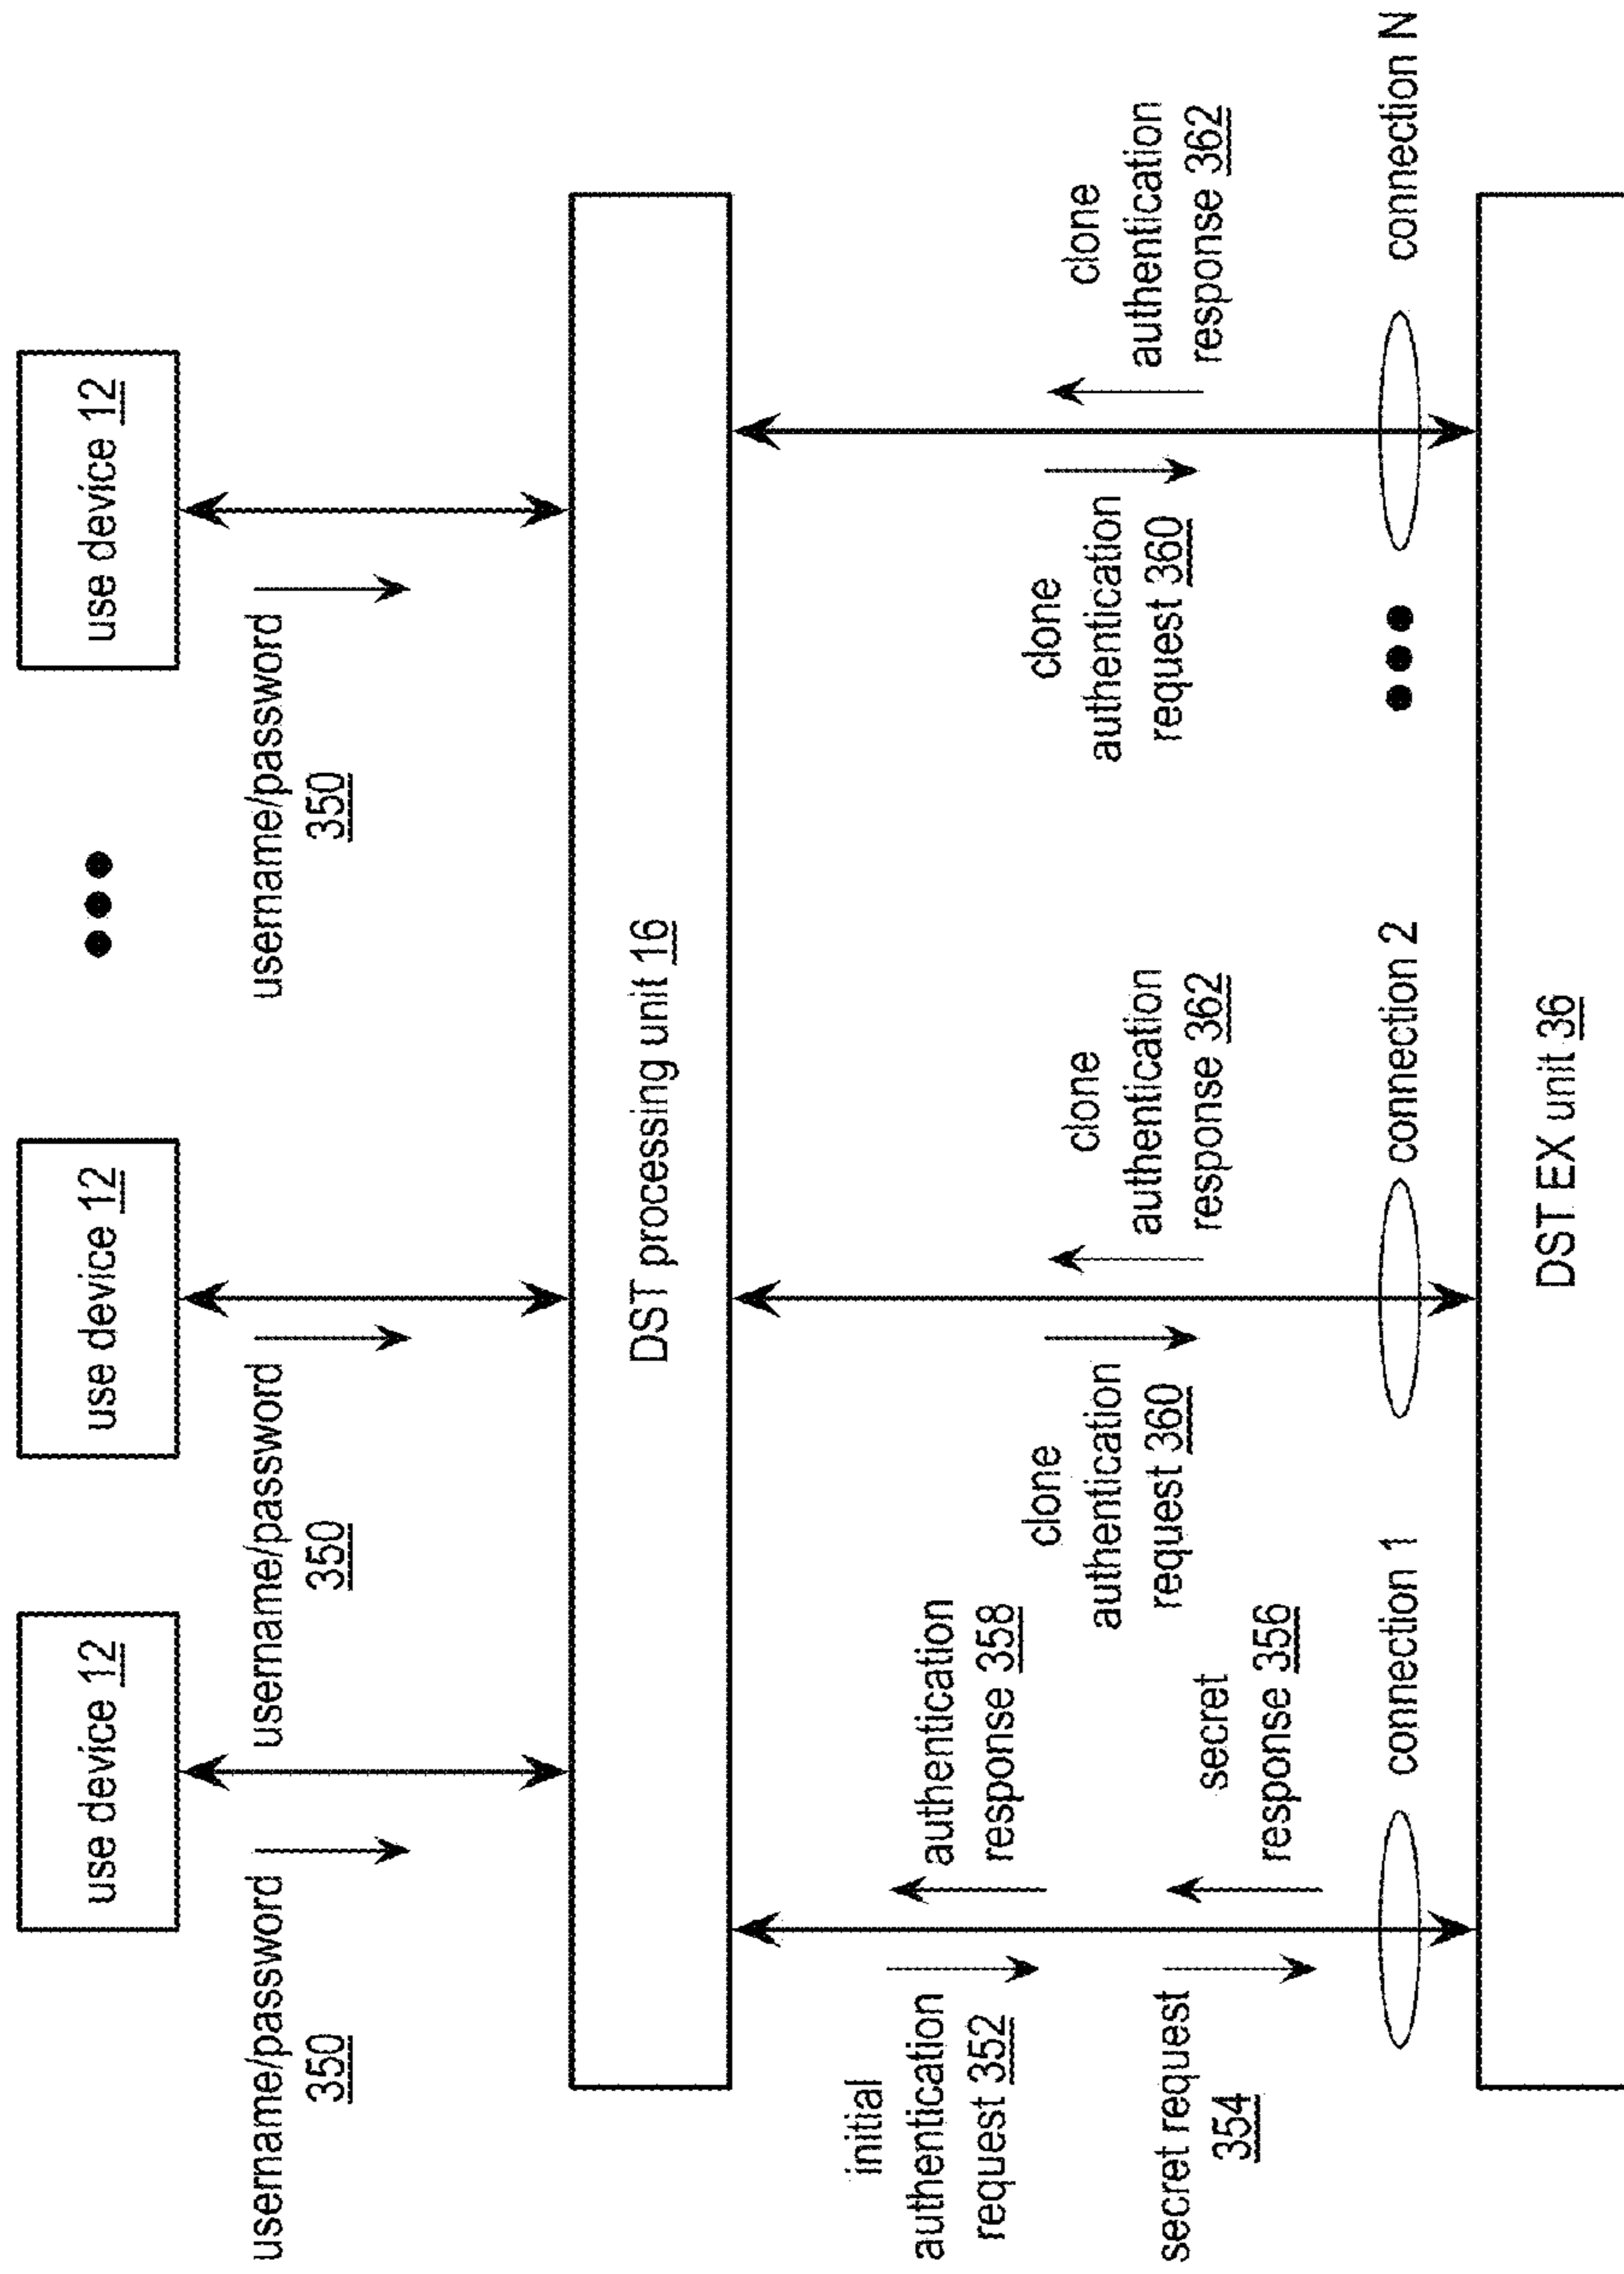 use device 12
use device 12
use device 12
username/password
350
username/password
350
username/password
350
DST processing unit 16
initial
authentication
request 352
authentication
response 358
secret request
354
secret
response 356
clone
authentication
request 360
clone
authentication
response 362
clone
authentication
request 360
clone
authentication
response 362
connection 1
connection 2
connection N
DST EX unit 36